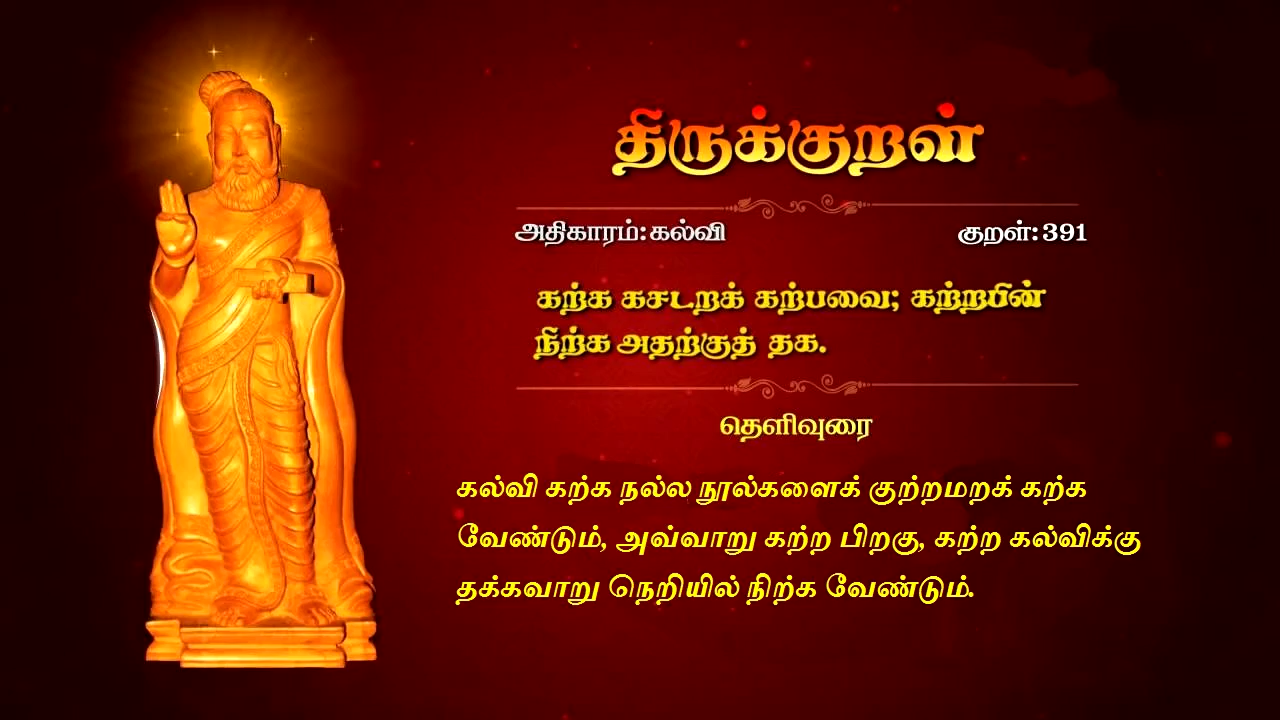 திருக்குறள்
அதிகாரம்:கல்வி குறள்:391
கற்க கசடறக் கற்பவை; கற்றபின்
நிற்க அதற்குத் தக.
தெளிவுரை
கல்வி கற்க நல்ல நூல்களைக் குற்றமறக் கற்க
வேண்டும், அவ்வாறு கற்ற பிறகு, கற்ற கல்விக்கு
தக்கவாறு நெறியில் நிற்க வேண்டும்.